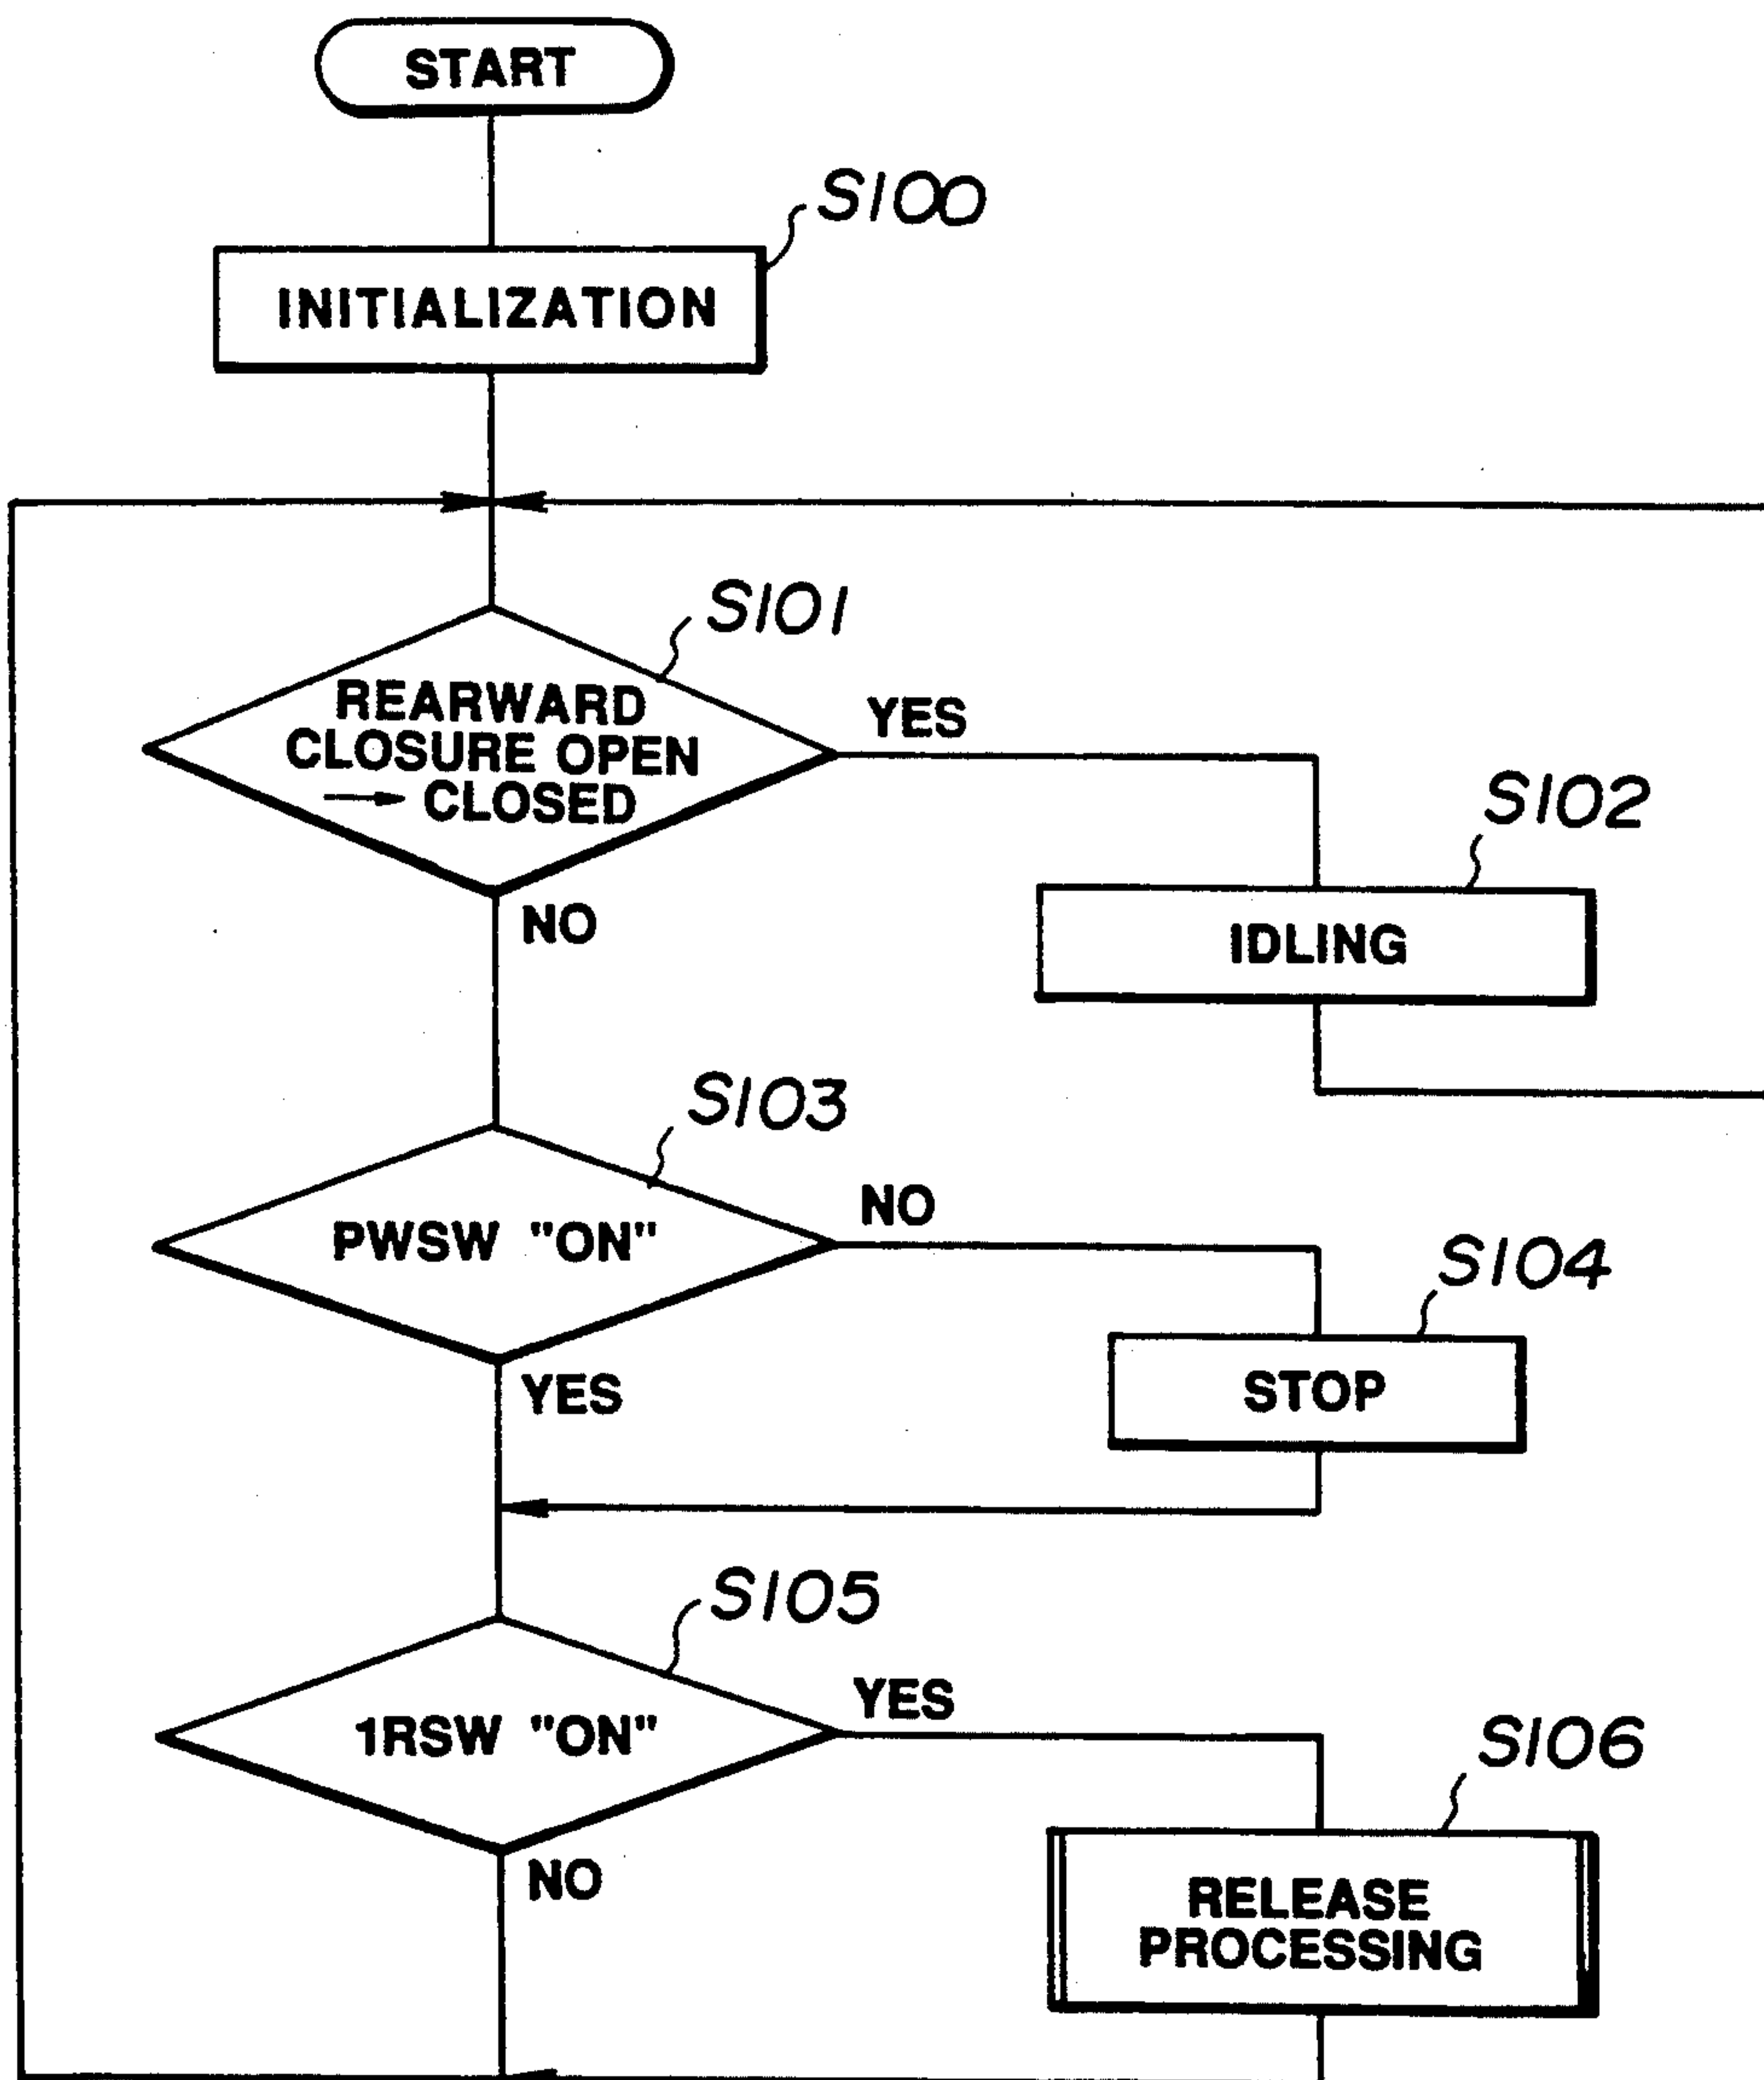 START
S100
INITIALIZATION
S101
REARWARD
CLOSURE OPEN
→ CLOSED
YES
S102
IDLING
NO
S103
PWSW "ON"
NO
S104
STOP
YES
S105
1RSW "ON"
YES
S106
RELEASE
PROCESSING
NO